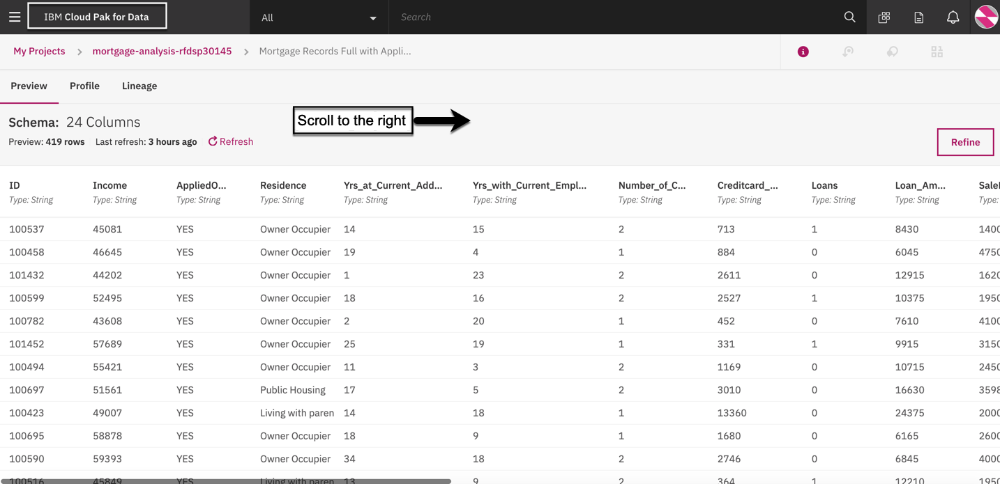 IBM Cloud Pak for Data All Search
My Projects > mortgage-analysis-rfdsp30145 > Mortgage Records Full with Appli...
Preview Profile Lineage
Scroll to the right
Schema: 24 Columns
Preview: 419 rows Last refresh: 3 hours ago Refresh
Refine
ID Income AppliedO... Residence Yrs_at_Current_Add... Yrs_with_Current_Empl... Number_of_C... Creditcard_... Loans Loan_Am...
Type: String Type: String Type: String Type: String Type: String Type: String Type: String Type: String Type: String Type: String Type:
100537 45081 YES Owner Occupier 14 15 2 713 1 8430 1400
100458 46645 YES Owner Occupier 19 4 1 884 0 6045 4750
101432 44202 YES Owner Occupier 1 23 2 2611 0 12915 1620
100599 52495 YES Owner Occupier 18 16 2 2527 1 10375 1950
100782 43608 YES Owner Occupier 2 20 1 452 0 7610 4100
101452 57689 YES Owner Occupier 25 19 1 331 1 9915 3150
100494 55421 YES Owner Occupier 11 3 2 1169 0 10715 2450
100697 51561 YES Public Housing 17 5 2 3010 0 16630 3598
100423 49007 YES Living with paren 14 18 1 13360 0 24375 2000
100695 58878 YES Owner Occupier 18 9 1 1680 0 6165 2600
100590 59393 YES Owner Occupier 34 18 2 2746 0 6845 4000
100516 45849 YES Living with paren 13 9 2 364 1 12210 1950